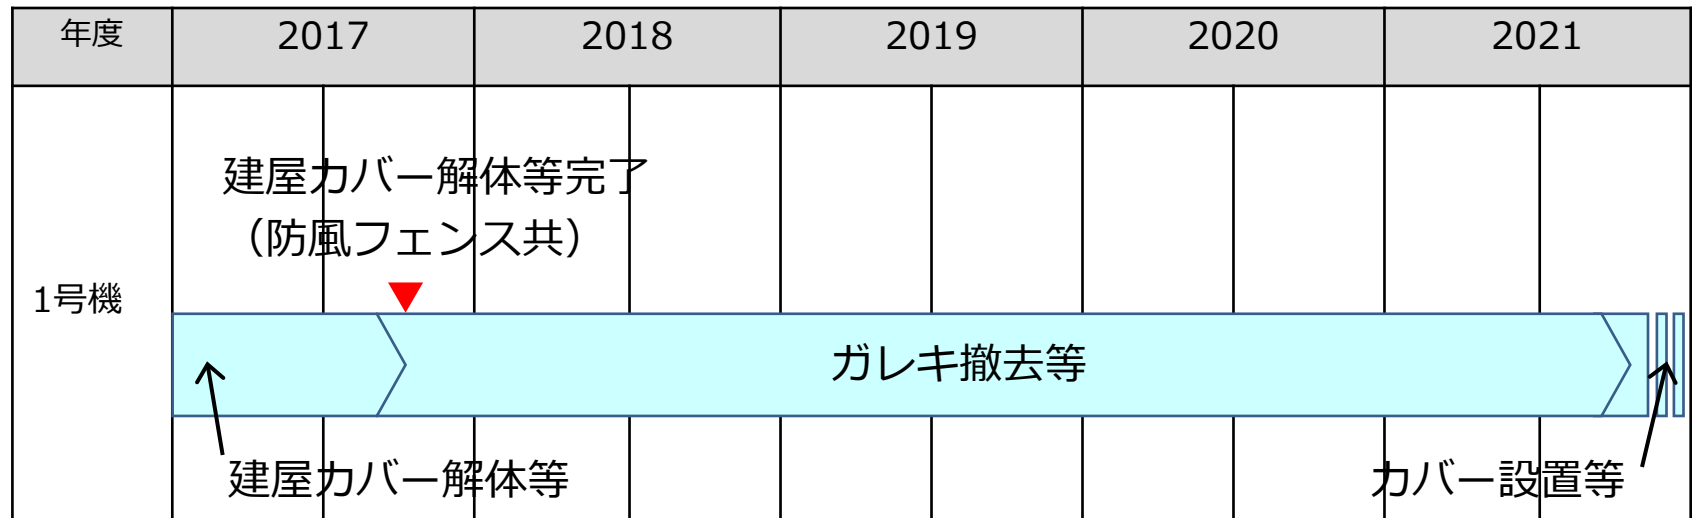 年度 2017 2018 2019 2020 2021
建屋カバー解体等完了
（防風フェンス共）
1号機
ガレキ撤去等
建屋カバー解体等
カバー設置等